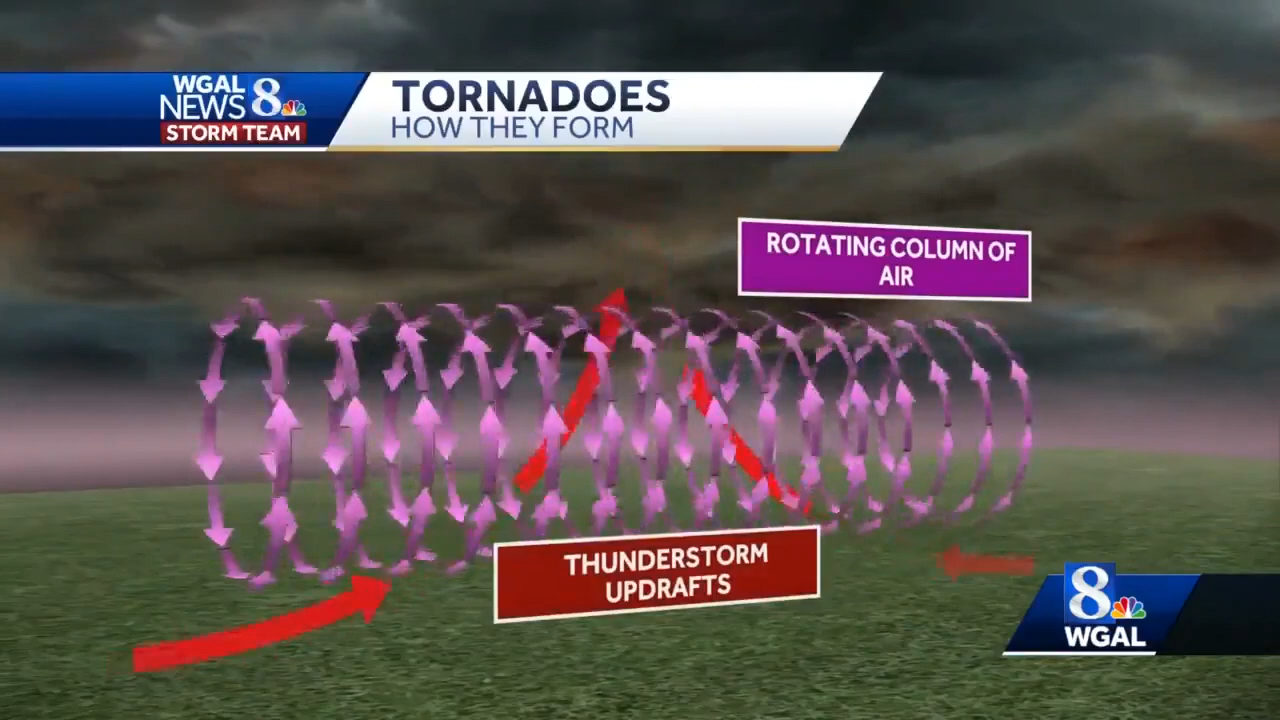 WGAL
NEWS 8
STORM TEAM
TORNADOES
HOW THEY FORM
ROTATING COLUMN OF
AIR
THUNDERSTORM
UPDRAFTS
8
WGAL